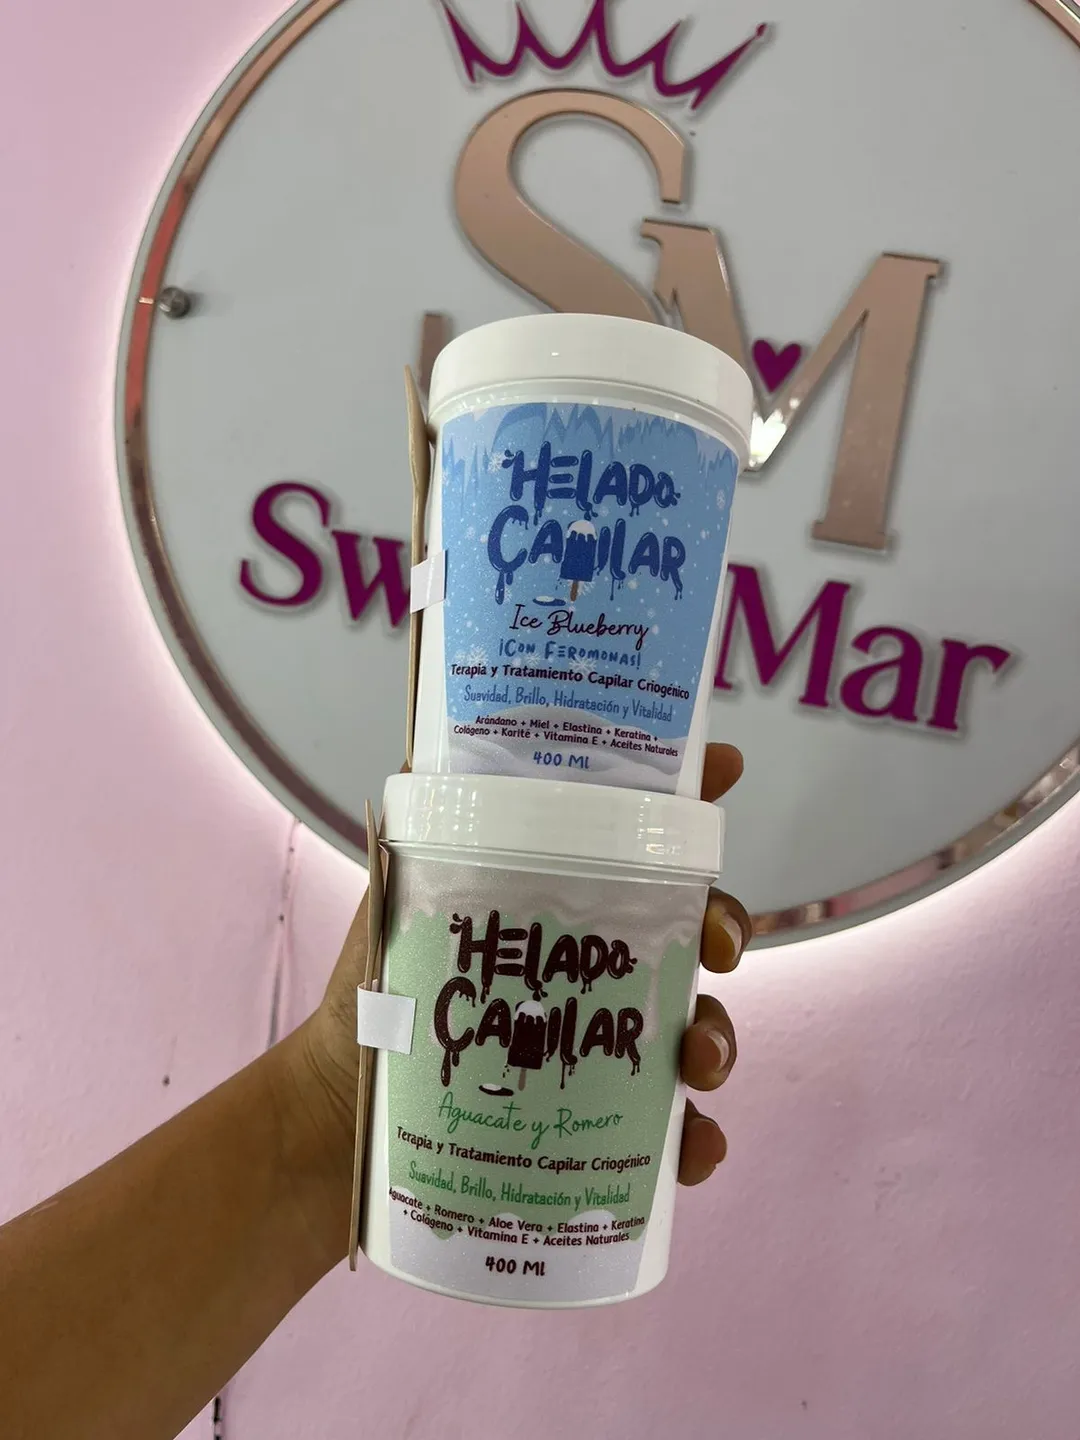 SM
Sw
Mar
HELADO
CAPILAR
Ice Blueberry
¡CON FEROMONAS!
Terapia y Tratamiento Capilar Criogénico
Suavidad, Brillo, Hidratación y Vitalidad
Arándano + Miel + Elastina + Keratina +
Colágeno + Karité + Vitamina E + Aceites Naturales
400 Ml
HELADO
CAPILAR
Aguacate y Romero
Terapia y Tratamiento Capilar Criogénico
Suavidad, Brillo, Hidratación y Vitalidad
Aguacate + Romero + Aloe Vera + Elastina + Keratina
+ Colágeno + Vitamina E + Aceites Naturales
400 Ml